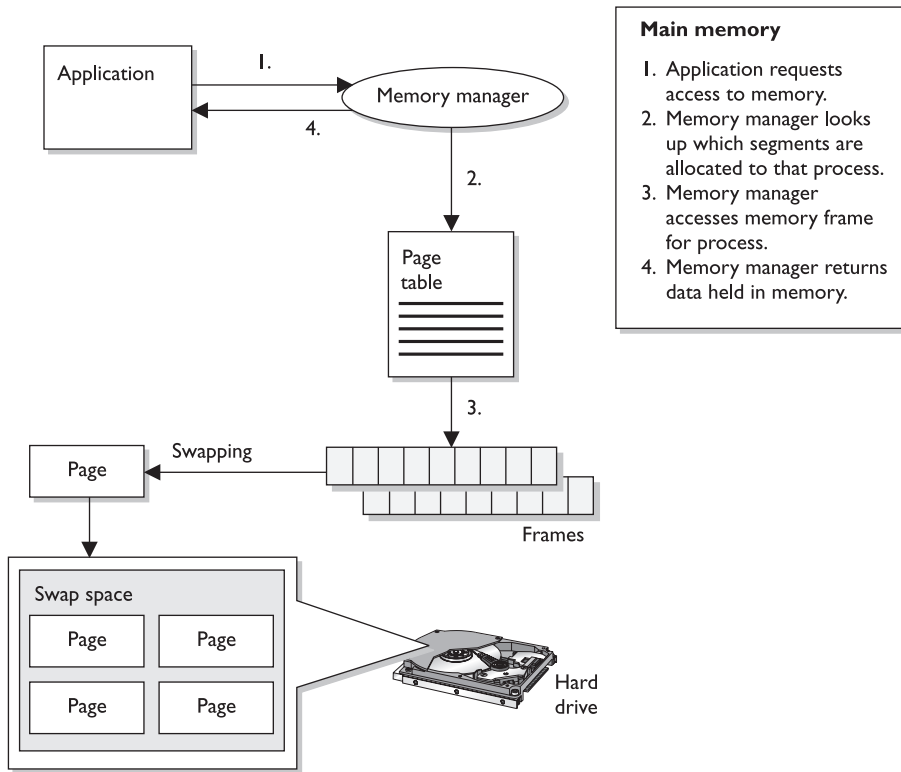 Application
1.
4.
Memory manager
2.
Page
table
3.
Swapping
Page
Frames
Swap space
Page
Page
Page
Page
Hard
drive
Main memory
1. Application requests
access to memory.
2. Memory manager looks
up which segments are
allocated to that process.
3. Memory manager
accesses memory frame
for process.
4. Memory manager returns
data held in memory.